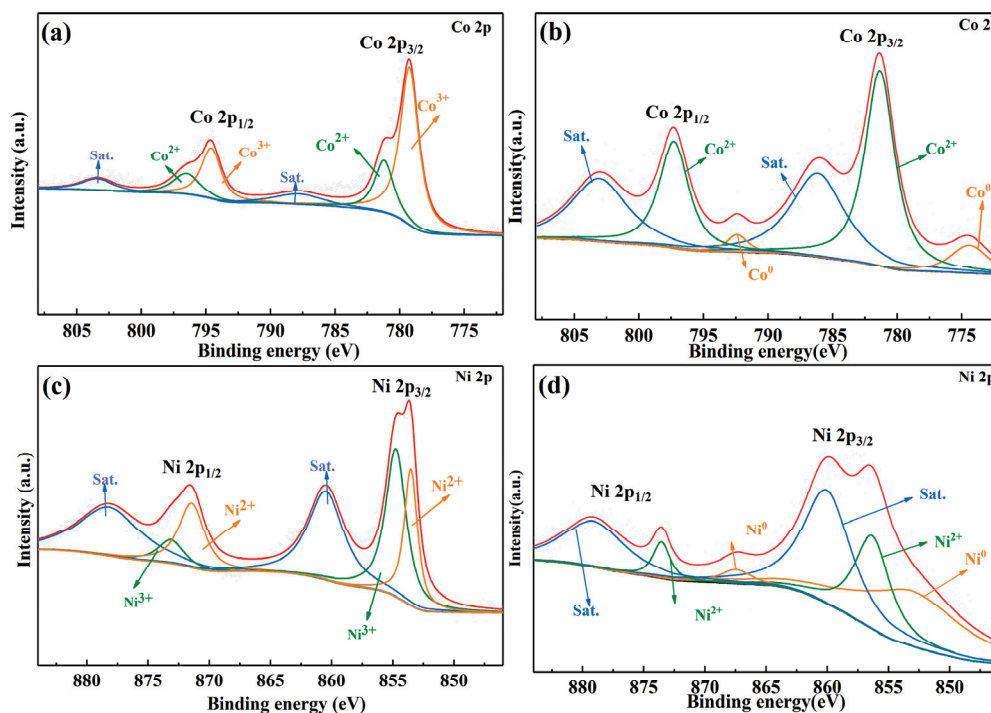 (a)
Co 2p
Co 2p3/2
Co3+
Co 2p1/2
Co2+
Sat.
Co2+
Co3+
Sat.
Intensity (a.u.)
805 800 795 790 785 780 775
Binding energy (eV)
(b)
Co 2
Co 2p3/2
Co 2p1/2
Sat.
Co2+
Sat.
Co2+
Co0
Co0
Intensity (a.u.)
805 800 795 790 785 780 775
Binding energy(eV)
(c)
Ni 2p
Ni 2p3/2
Ni 2p1/2
Sat.
Sat.
Ni2+
Ni2+
Ni3+
Ni3+
Intensity (a.u.)
880 875 870 865 860 855 850
Binding energy (eV)
(d)
Ni 2p
Ni 2p3/2
Ni 2p1/2
Sat.
Ni0
Ni2+
Ni0
Sat.
Ni2+
Intensity(a.u.)
880 875 870 865 860 855 850
Binding energy(eV)